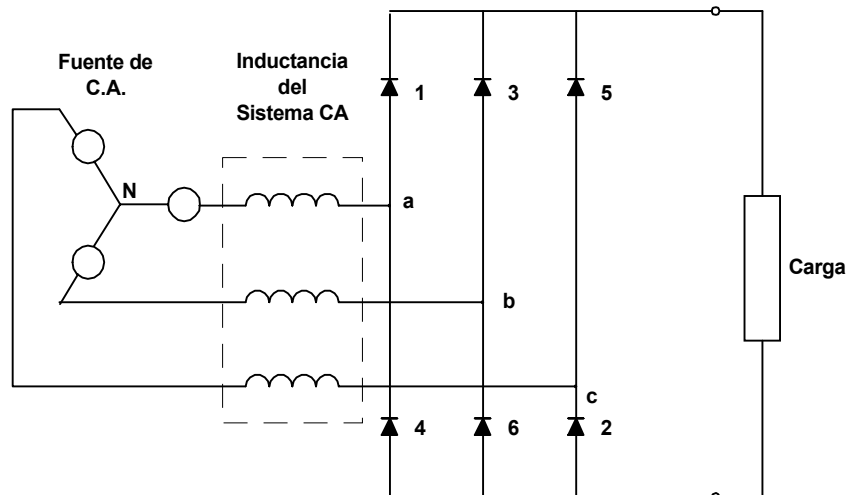 Fuente de
C.A.
Inductancia
del
Sistema CA
1
3
5
N
a
b
c
Carga
4
6
2